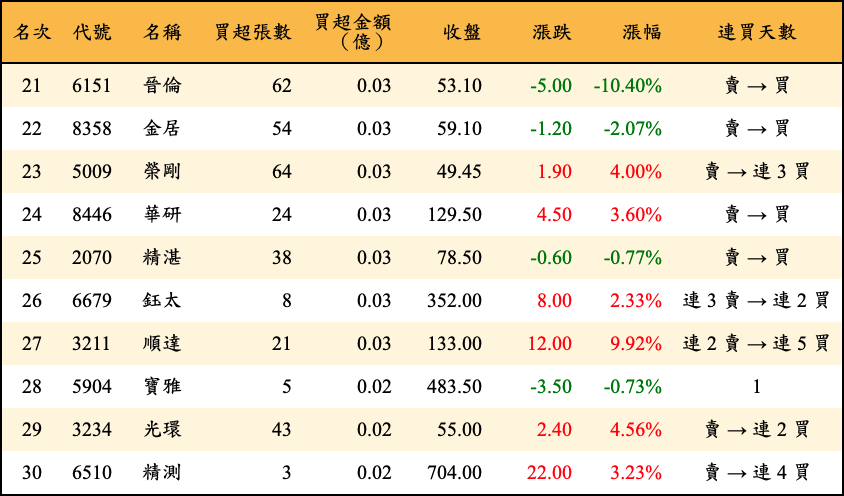 名次 代號 名稱 買超張數 買超金額（億） 收盤 漲跌 漲幅 連買天數
21 6151 晉倫 62 0.03 53.10 -5.00 -10.40% 賣 → 買
22 8358 金居 54 0.03 59.10 -1.20 -2.07% 賣 → 買
23 5009 榮剛 64 0.03 49.45 1.90 4.00% 賣 → 連 3 買
24 8446 華研 24 0.03 129.50 4.50 3.60% 賣 → 買
25 2070 精湛 38 0.03 78.50 -0.60 -0.77% 賣 → 買
26 6679 鈺太 8 0.03 352.00 8.00 2.33% 連 3 賣 → 連 2 買
27 3211 順達 21 0.03 133.00 12.00 9.92% 連 2 賣 → 連 5 買
28 5904 寶雅 5 0.02 483.50 -3.50 -0.73% 1
29 3234 光環 43 0.02 55.00 2.40 4.56% 賣 → 連 2 買
30 6510 精測 3 0.02 704.00 22.00 3.23% 賣 → 連 4 買